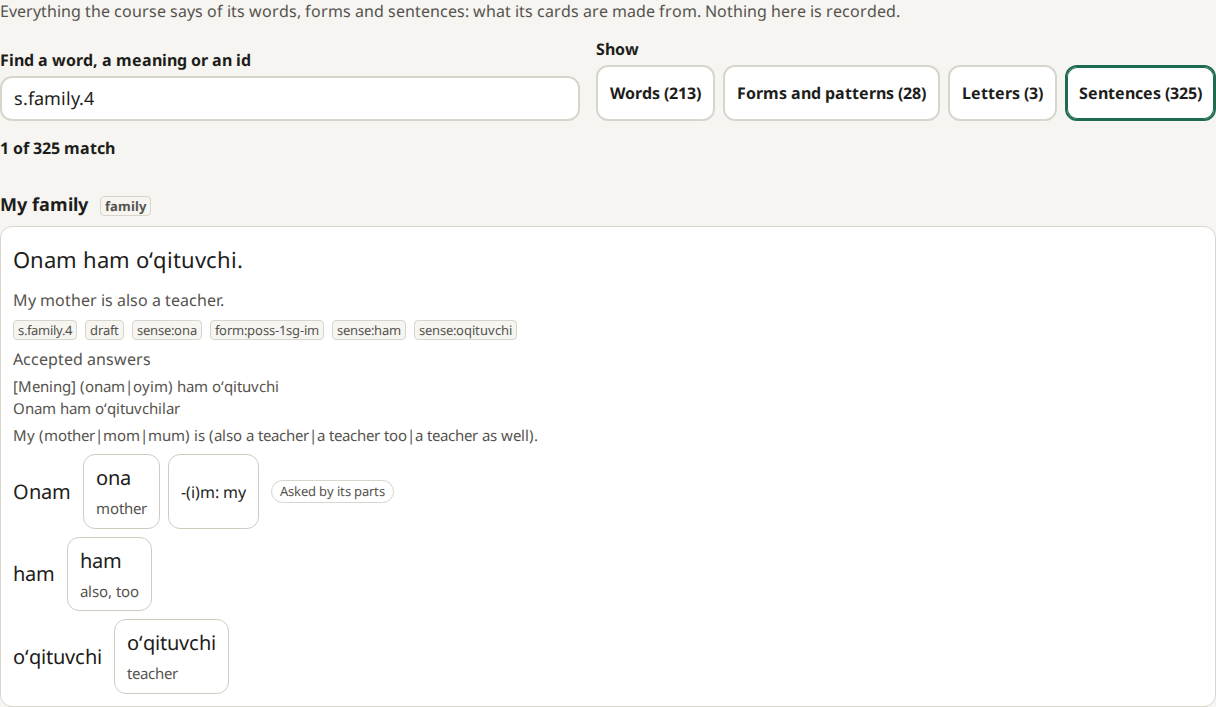 Everything the course says of its words, forms and sentences: what its cards are made from. Nothing here is recorded.
Find a word, a meaning or an id
s.family.4
Show
Words (213)
Forms and patterns (28)
Letters (3)
Sentences (325)
1 of 325 match
My family family
Onam ham oʻqituvchi.
My mother is also a teacher.
s.family.4 draft sense:ona form:poss-1sg-im sense:ham sense:oqituvchi
Accepted answers
[Mening] (onam|oyim) ham oʻqituvchi
Onam ham oʻqituvchilar
My (mother|mom|mum) is (also a teacher|a teacher too|a teacher as well).
Onam
ona
mother
-(i)m: my
Asked by its parts
ham
ham
also, too
oʻqituvchi
oʻqituvchi
teacher